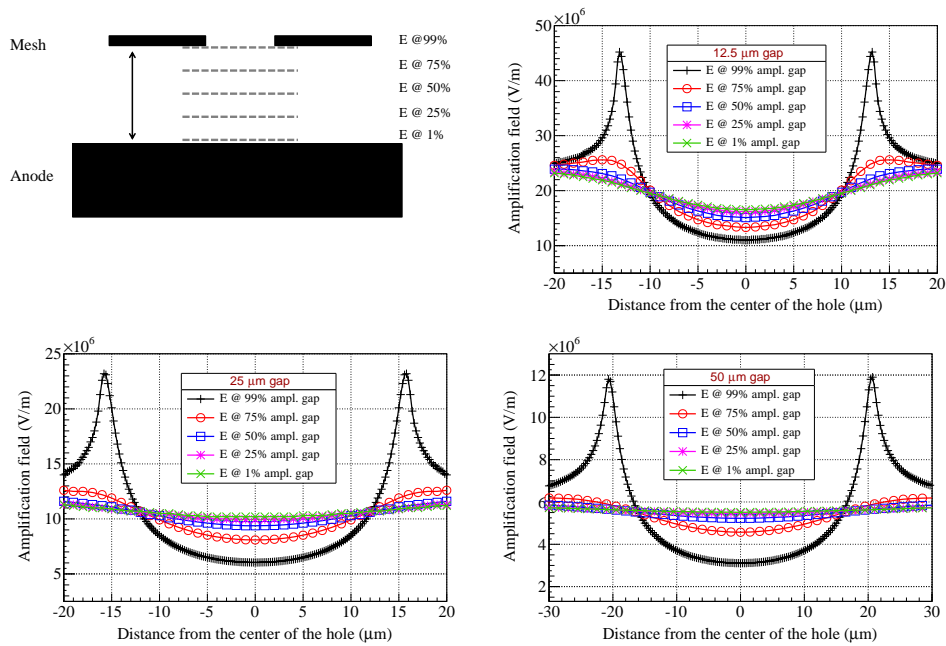 Mesh
Anode
E @99%
E @ 75%
E @ 50%
E @ 25%
E @ 1%
×10⁶
50
40
30
20
10
Amplification field (V/m)
12.5 μm gap
E @ 99% ampl. gap
E @ 75% ampl. gap
E @ 50% ampl. gap
E @ 25% ampl. gap
E @ 1% ampl. gap
-20 -15 -10 -5 0 5 10 15 20
Distance from the center of the hole (μm)
×10⁶
25
20
15
10
5
Amplification field (V/m)
25 μm gap
E @ 99% ampl. gap
E @ 75% ampl. gap
E @ 50% ampl. gap
E @ 25% ampl. gap
E @ 1% ampl. gap
-20 -15 -10 -5 0 5 10 15 20
Distance from the center of the hole (μm)
×10⁶
12
10
8
6
4
2
Amplification field (V/m)
50 μm gap
E @ 99% ampl. gap
E @ 75% ampl. gap
E @ 50% ampl. gap
E @ 25% ampl. gap
E @ 1% ampl. gap
-30 -20 -10 0 10 20 30
Distance from the center of the hole (μm)